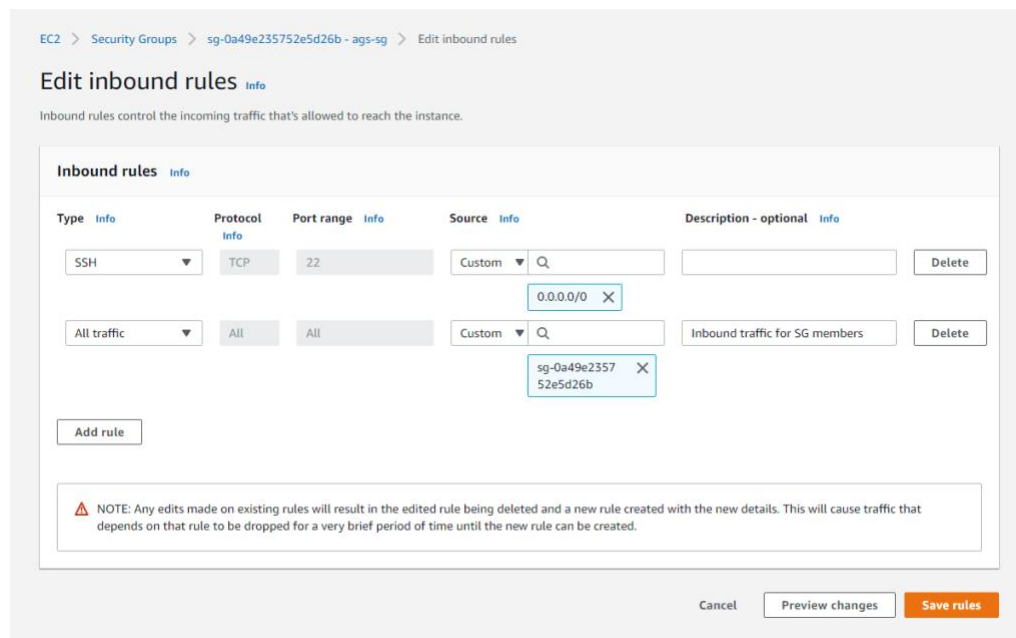 EC2 > Security Groups > sg-0a49e235752e5d26b - ags-sg > Edit inbound rules
Edit inbound rules Info
Inbound rules control the incoming traffic that's allowed to reach the instance.
Inbound rules Info
Type Info Protocol Info Port range Info Source Info Description - optional Info
SSH TCP 22 Custom Delete
0.0.0.0/0
All traffic All All Custom Inbound traffic for SG members Delete
sg-0a49e2357
52e5d26b
Add rule
NOTE: Any edits made on existing rules will result in the edited rule being deleted and a new rule created with the new details. This will cause traffic that
depends on that rule to be dropped for a very brief period of time until the new rule can be created.
Cancel Preview changes Save rules